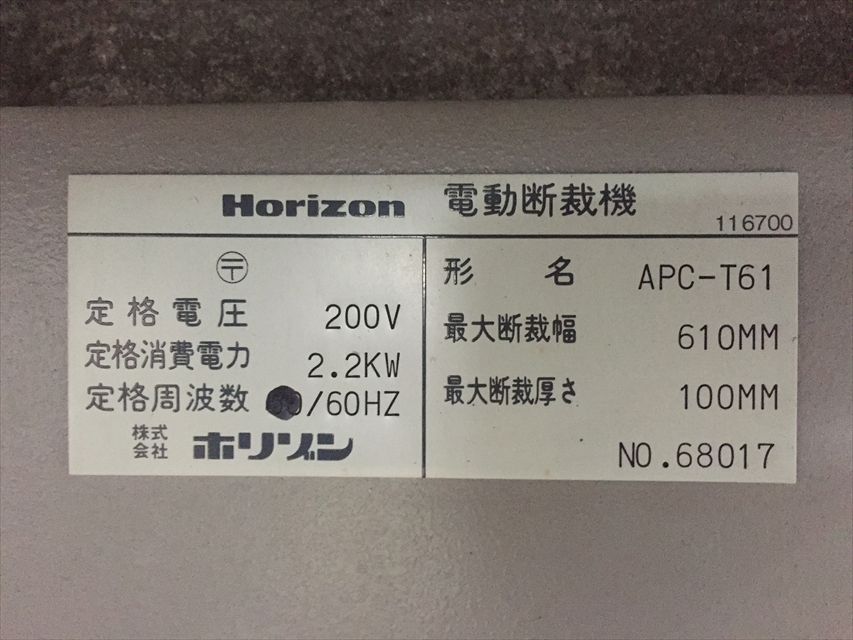 Horizon 電動断裁機
116700
〒
定格電圧 200V
定格消費電力 2.2KW
定格周波数 /60HZ
株式会社 ホリゾン
形名 APC-T61
最大断裁幅 610MM
最大断裁厚さ 100MM
NO.68017